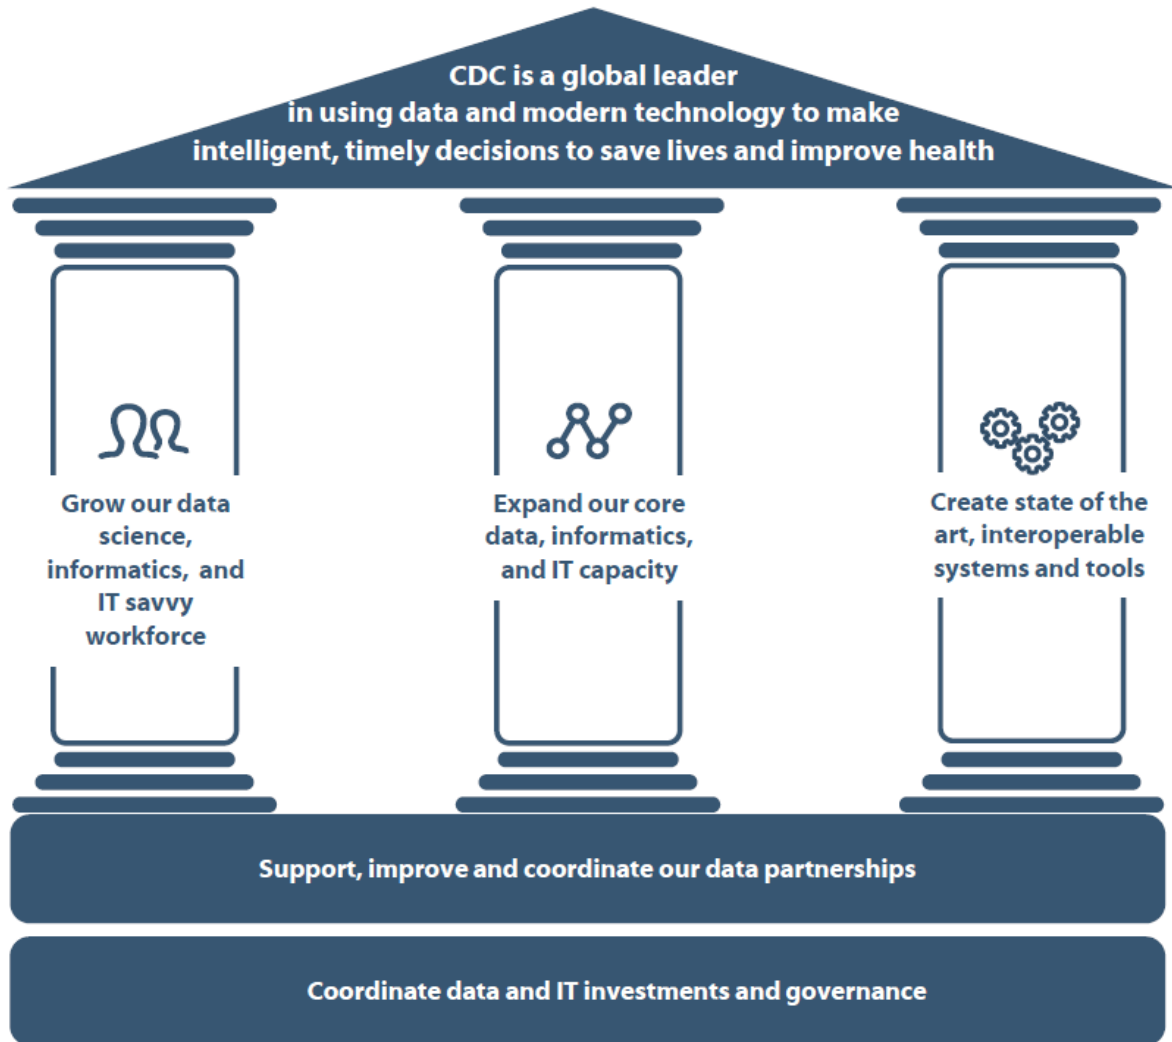 CDC is a global leader
in using data and modern technology to make
intelligent, timely decisions to save lives and improve health
Grow our data
science,
informatics, and
IT savvy
workforce
Expand our core
data, informatics,
and IT capacity
Create state of the
art, interoperable
systems and tools
Support, improve and coordinate our data partnerships
Coordinate data and IT investments and governance